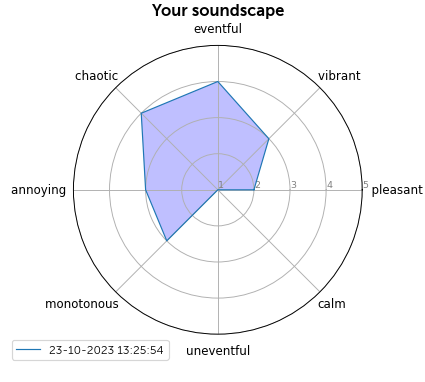 Your soundscape
eventful
chaotic
vibrant
annoying
1 2 3 4 5
pleasant
monotonous
calm
uneventful
23-10-2023 13:25:54